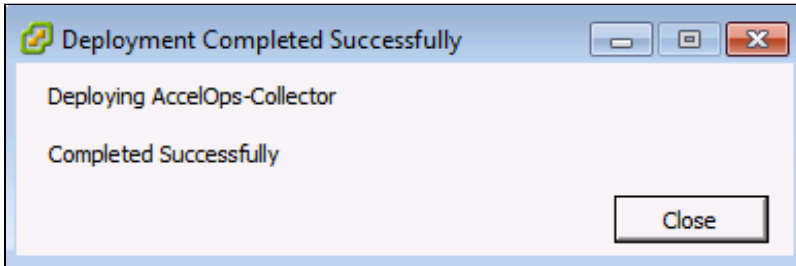 Deployment Completed Successfully
Deploying AccelOps-Collector
Completed Successfully
Close